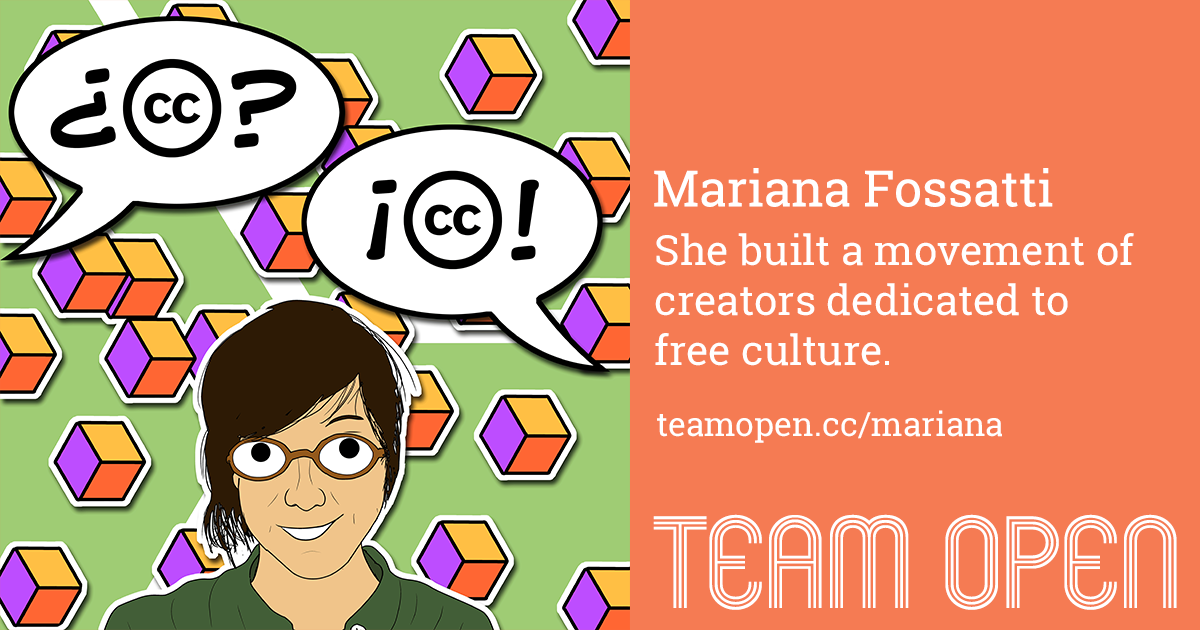 ¿cc?
¡cc!
Mariana Fossatti
She built a movement of
creators dedicated to
free culture.
teamopen.cc/mariana
TEAM OPEN